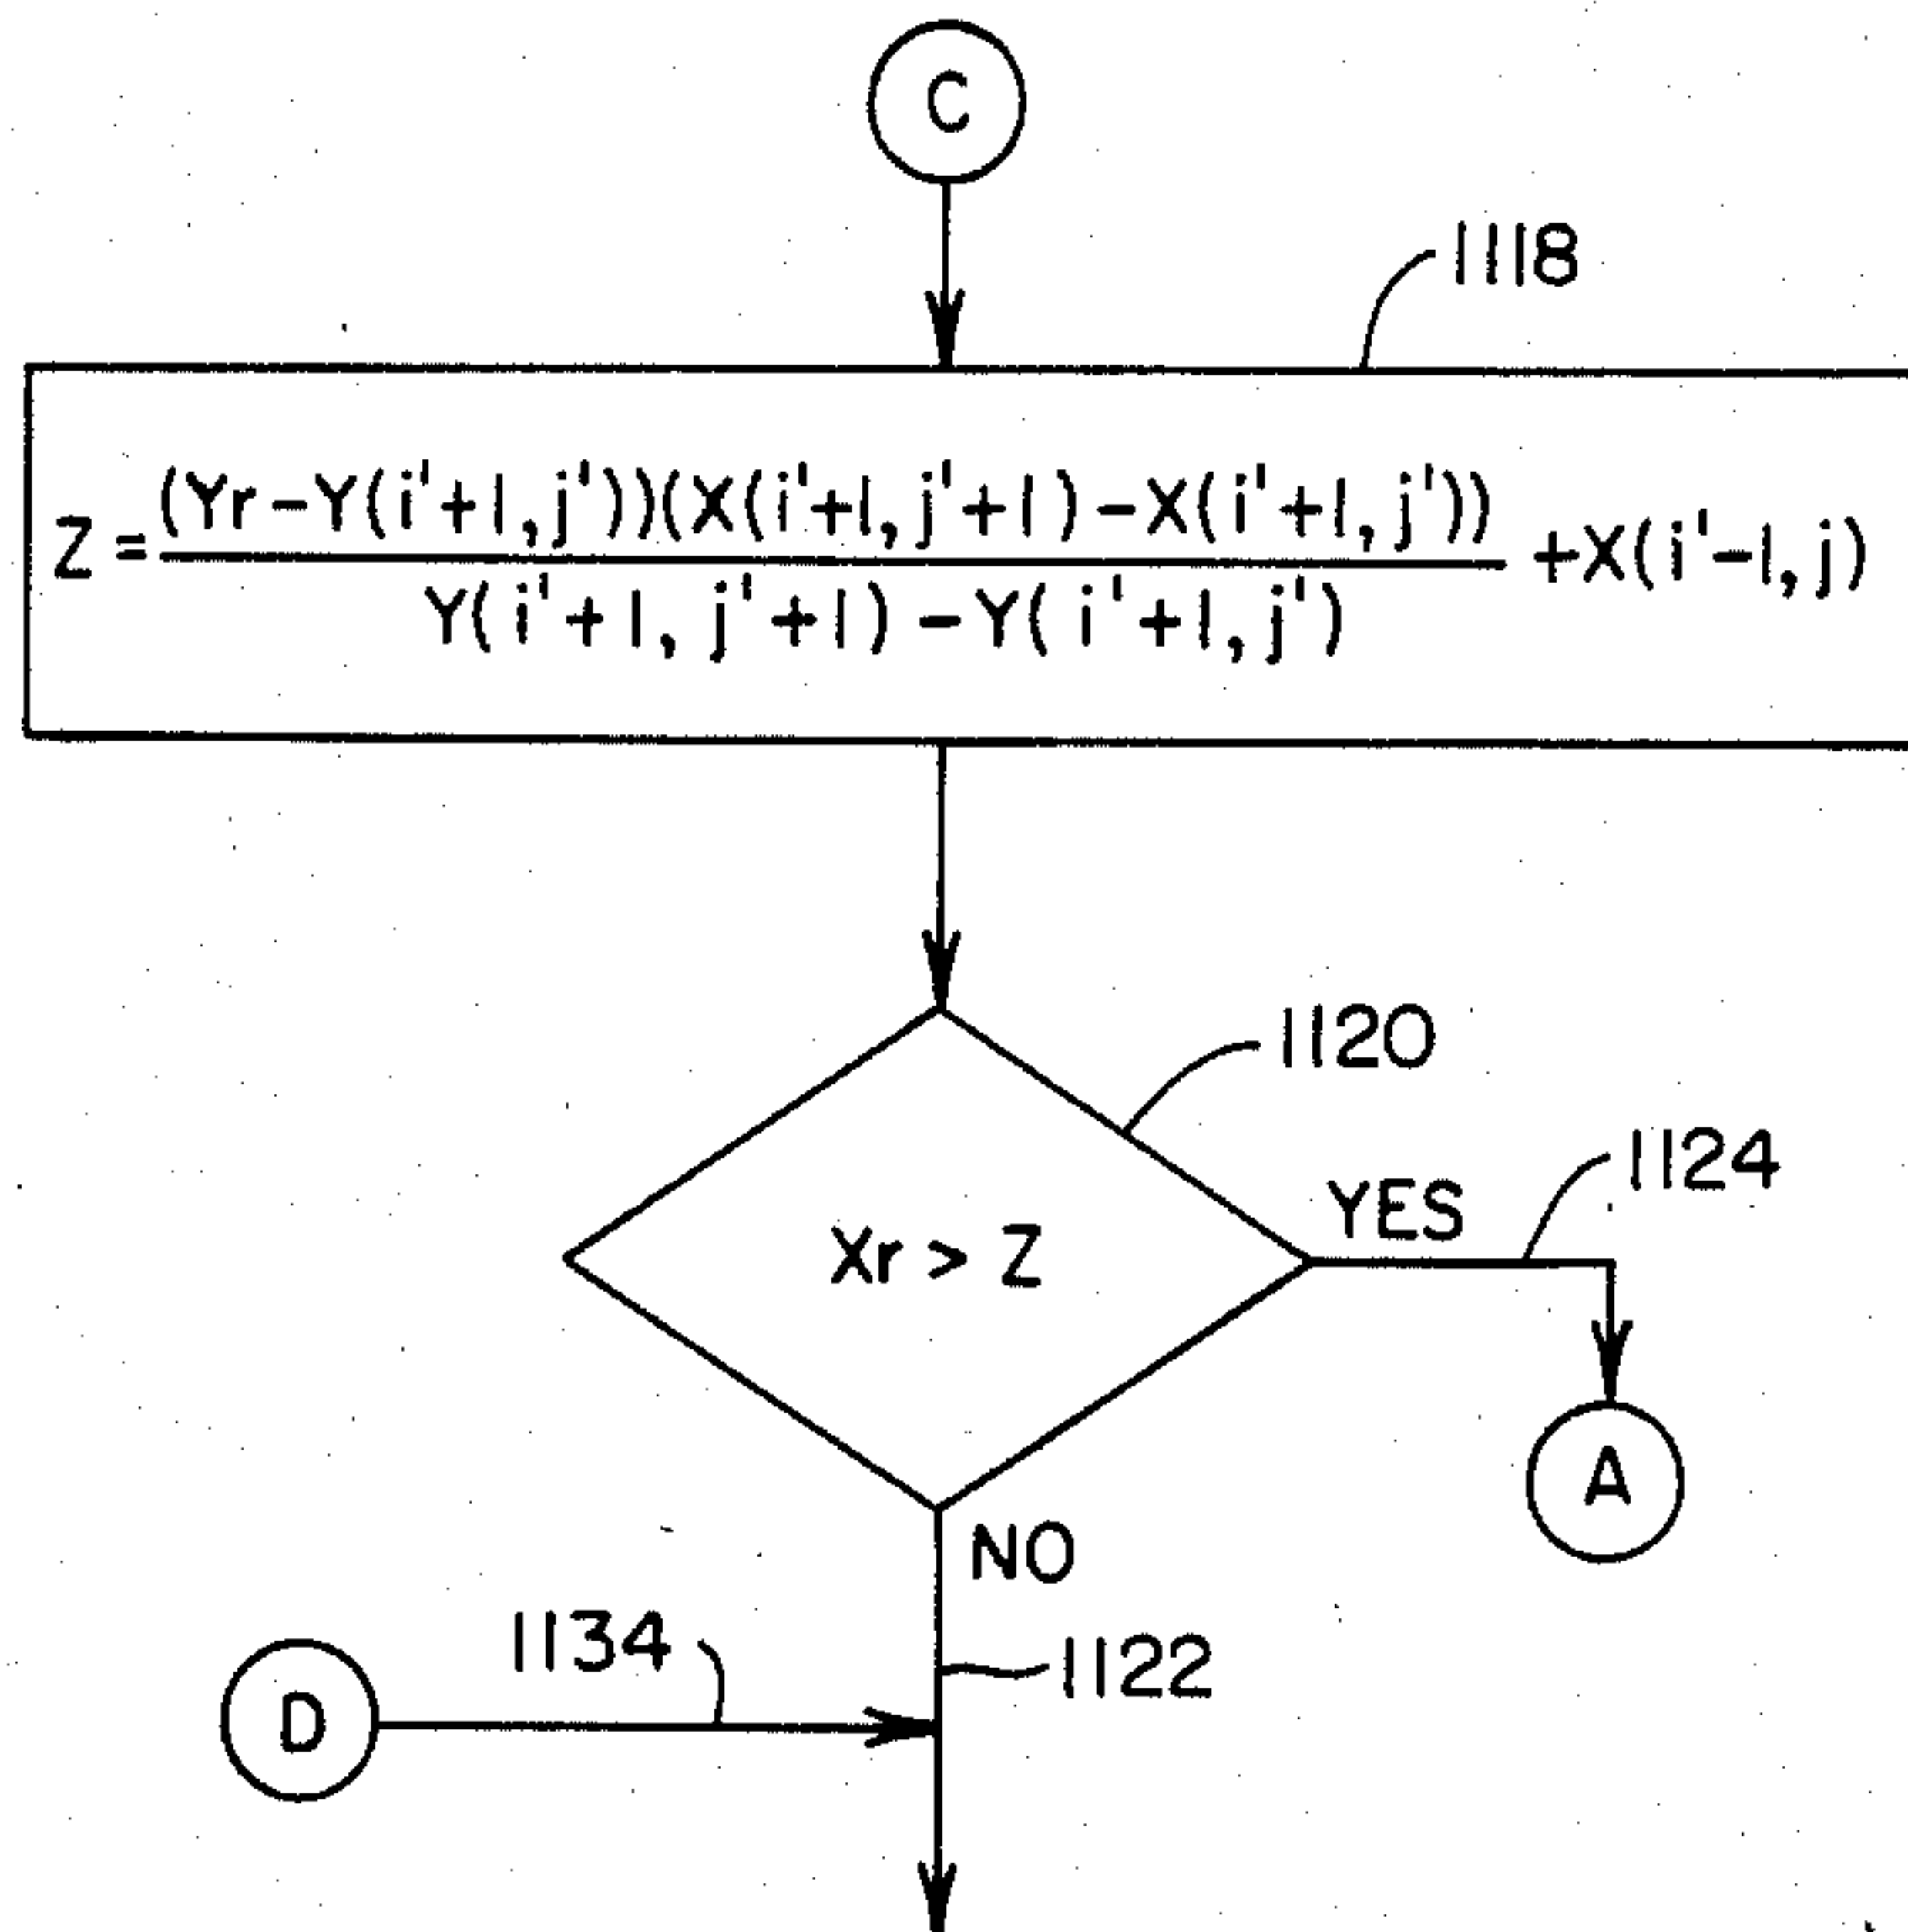 C
1118
(Yr-Y(i'+1,j'))(X(i'+1,j'+1)-X(i'+1,j'))
Z= +X(i'-1,j)
Y(i'+1,j'+1)-Y(i'+1,j')
1120
1124
YES
Xr > Z
A
NO
1134
1122
D